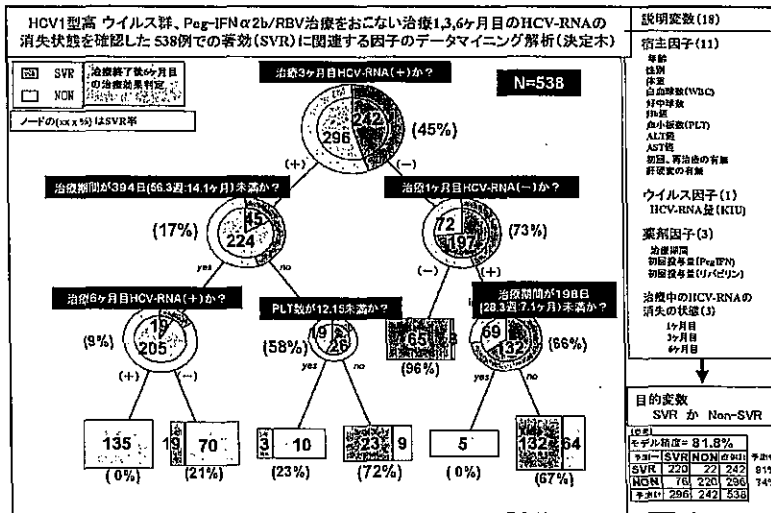 HCV1型高 ウイルス群、Peg-IFNα2b/RBV治療をおこない治療1,3,6ヶ月目のHCV-RNAの
消失状態を確認した538例での著効(SVR)に関連する因子のデータマイニング解析(決定木)
SVR
NON
治療終了後6ヶ月目
の治療効果判定
ノードの(xx x%)はSVR率
治療3ヶ月目HCV-RNA(+)か?
N=538
296
242
(45%)
(+)
(-)
治療期間が394日(56.3週:14.1ヶ月)未満か?
治療1ヶ月目HCV-RNA(-)か?
(17%)
45
224
72
197
(73%)
yes
no
(-)
(+)
治療6ヶ月目HCV-RNA(+)か?
PLT数が12.15未満か?
治療期間が198日
(28.3週:7.1ヶ月)未満か?
(9%)
19
205
(58%)
19
26
65
3
(96%)
69
132
(66%)
(+)
(-)
yes
no
yes
no
135
19
70
3
10
23
9
5
132
64
(0%)
(21%)
(23%)
(72%)
(0%)
(67%)
説明変数(18)
宿主因子(11)
年齢
性別
体重
白血球数(WBC)
好中球数
Hb値
血小板数(PLT)
ALT値
AST値
初回、再治療の有無
肝硬変の有無
ウイルス因子(1)
HCV-RNA量(KIU)
薬剤因子(3)
治療期間
初回投与量(PegIFN)
初回投与量(リバビリン)
治療中のHCV-RNAの
消失の状態(3)
1ヶ月目
3ヶ月目
6ヶ月目
目的変数
SVR か Non-SVR
モデル精度= 81.8%
SVR NON
SVR 220 22 242 91%
NON 76 220 296 74%
296 242 538